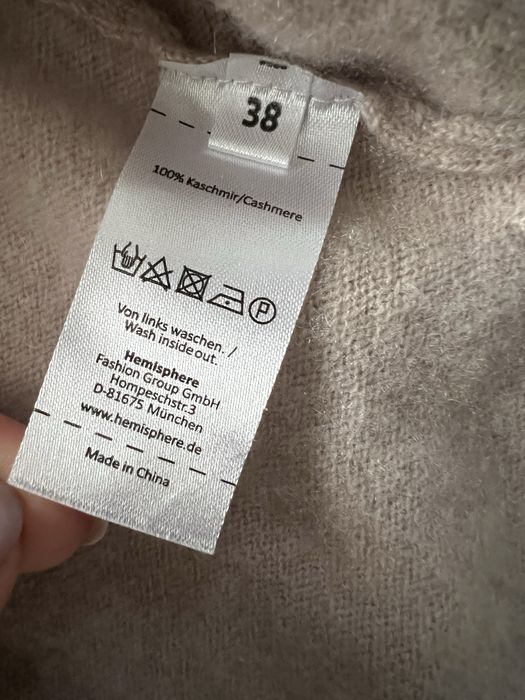 38
100% Kaschmir/Cashmere
Von links waschen. /
Wash inside out.
Hemisphere
Fashion Group GmbH
Hompeschstr.3
D-81675 München
www.hemisphere.de
Made in China